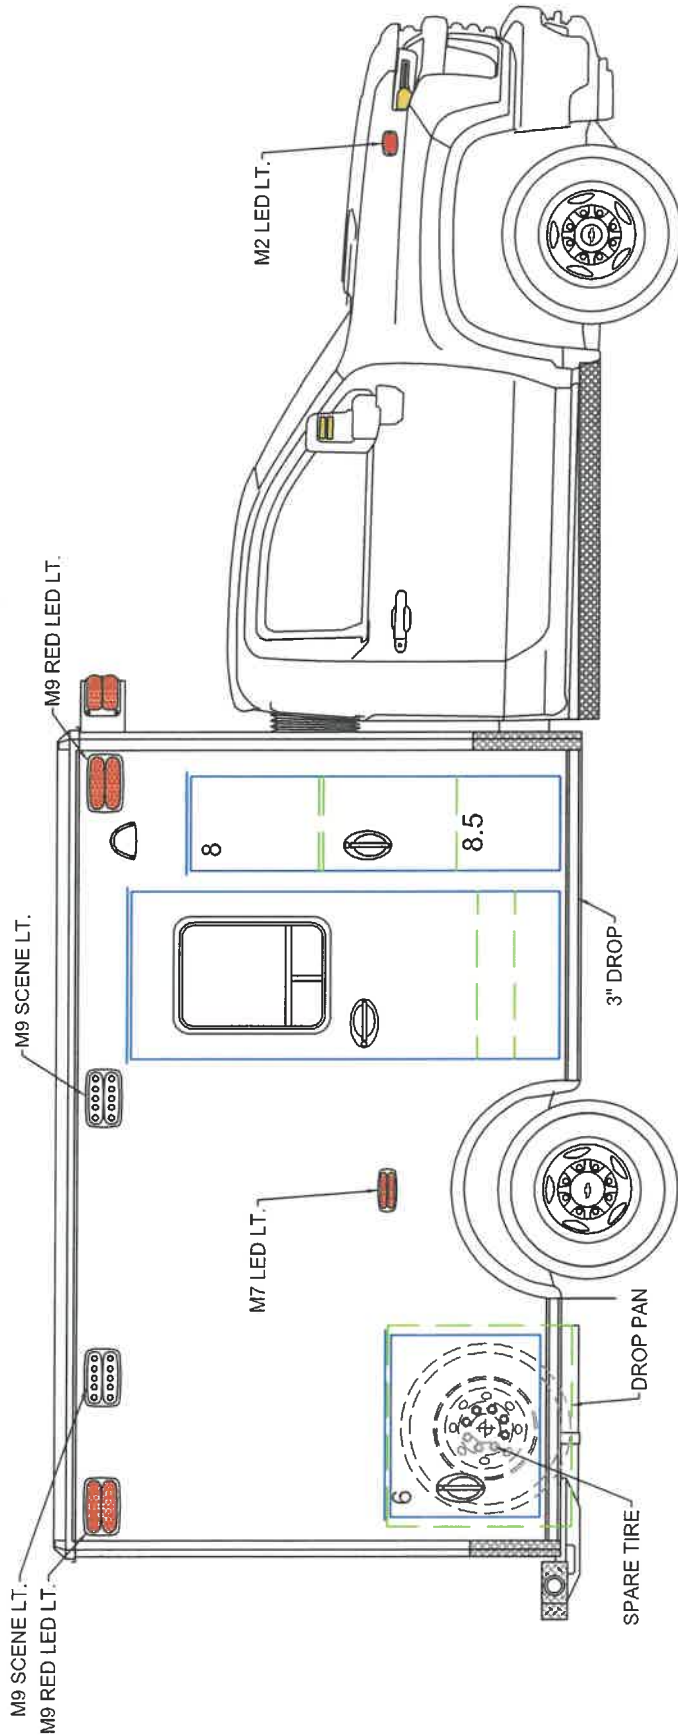 M9 SCENE LT.
M9 RED LED LT.
M9 SCENE LT.
M9 RED LED LT.
M2 LED LT.
M7 LED LT.
8
8.5
6
3" DROP
DROP PAN
SPARE TIRE